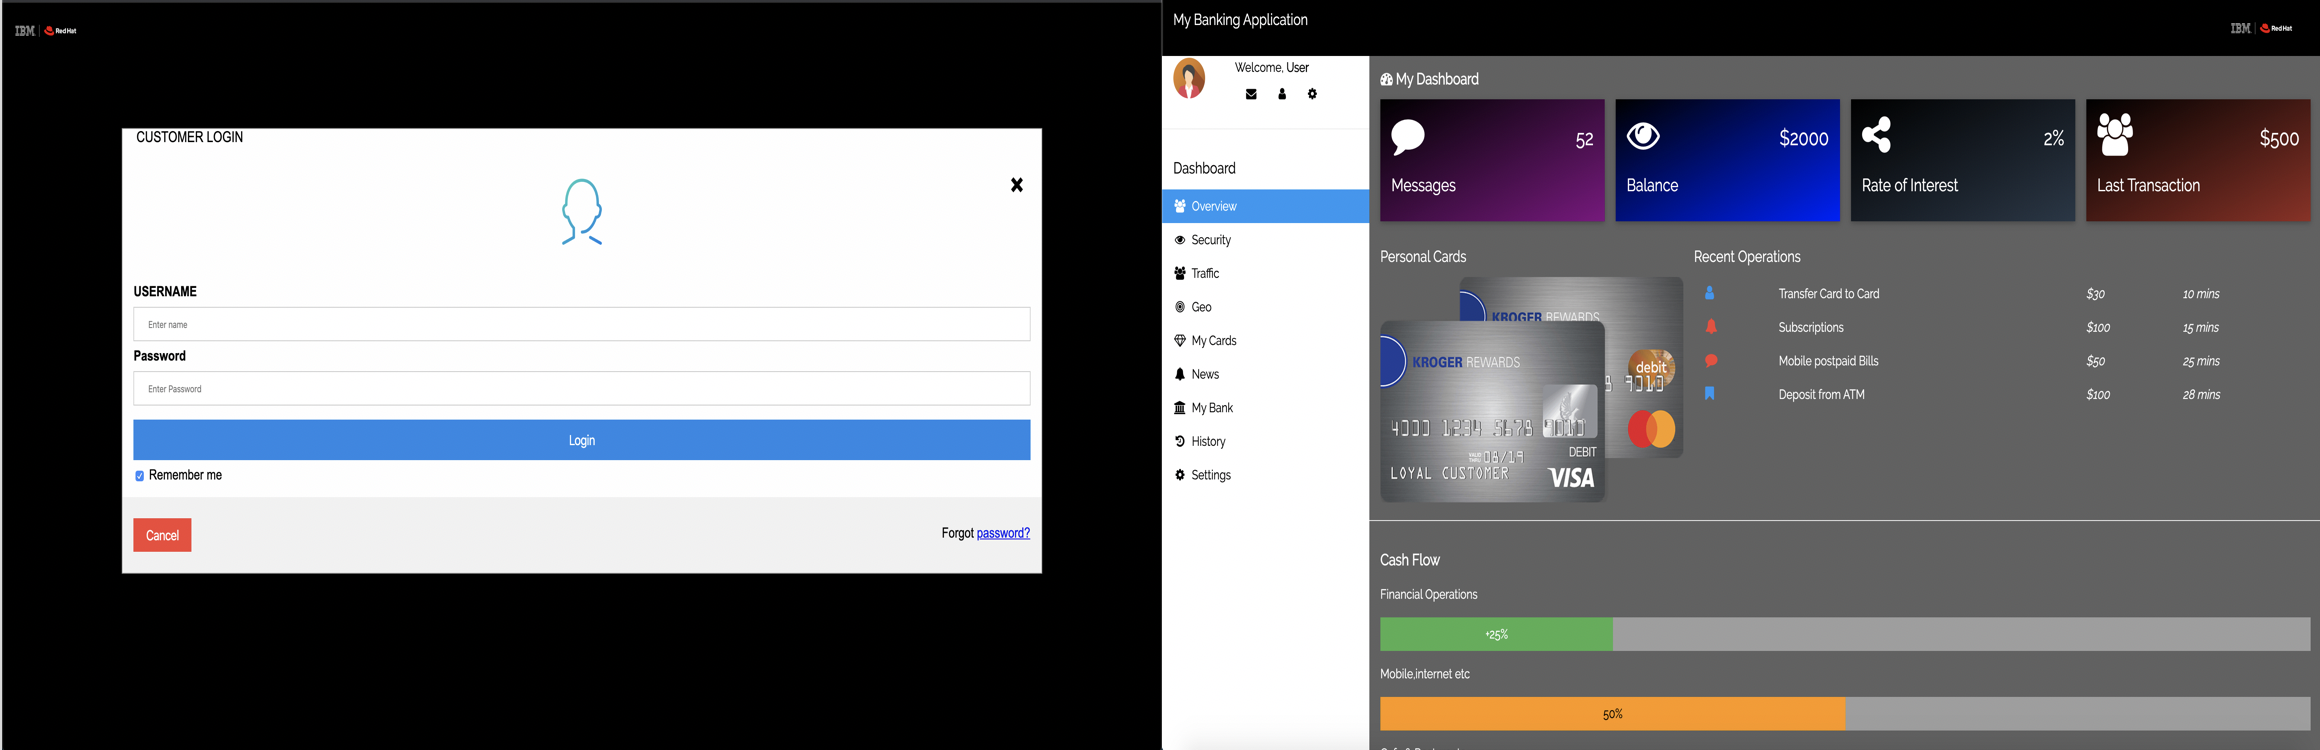 IBM | Red Hat
CUSTOMER LOGIN
USERNAME
Enter name
Password
Enter Password
Login
Remember me
Cancel
Forgot password?
My Banking Application
IBM | Red Hat
Welcome, User
Dashboard
Overview
Security
Traffic
Geo
My Cards
News
My Bank
History
Settings
My Dashboard
52
Messages
$2000
Balance
2%
Rate of Interest
$500
Last Transaction
Personal Cards
KROGER REWARDS
debit
9010
KROGER REWARDS
4000 1234 5678 9010
DEBIT
VALID THRU 08/19
LOYAL CUSTOMER
VISA
Recent Operations
Transfer Card to Card $30 10 mins
Subscriptions $100 15 mins
Mobile postpaid Bills $50 25 mins
Deposit from ATM $100 28 mins
Cash Flow
Financial Operations
+25%
Mobile,internet etc
50%